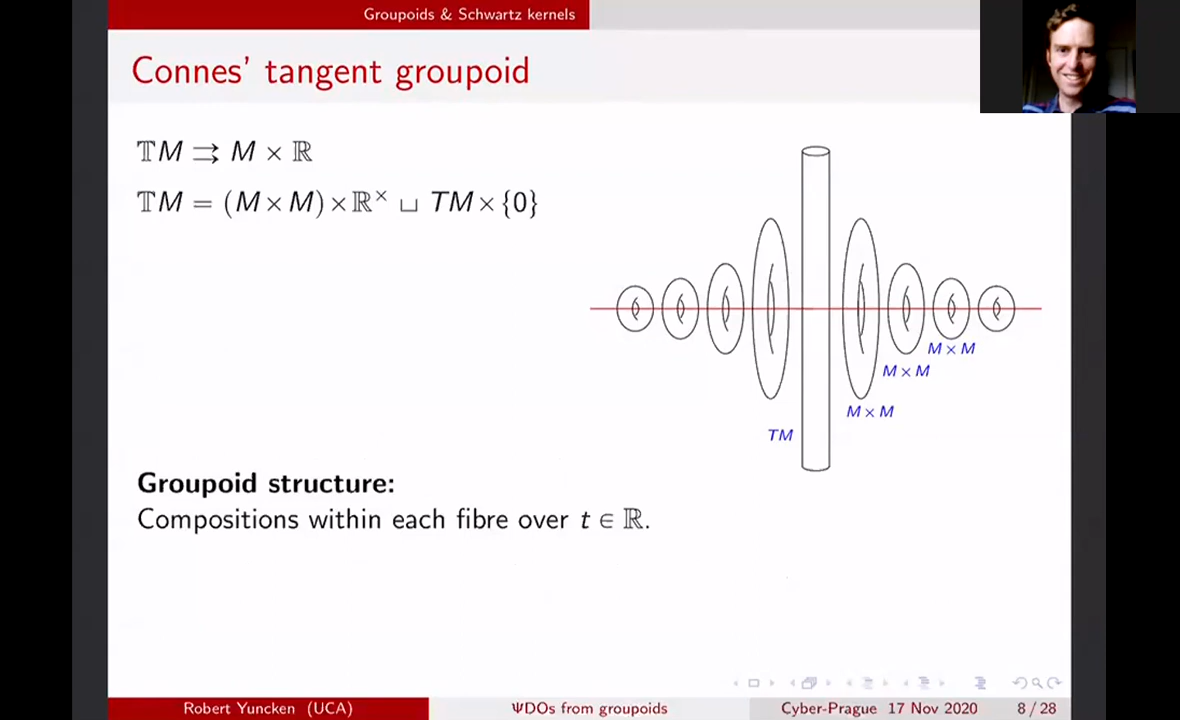 Groupoids & Schwartz kernels
Connes' tangent groupoid
𝕋M ⇉ M × ℝ
𝕋M = (M × M) × ℝ× ⊔ TM × {0}
M × M
M × M
M × M
TM
Groupoid structure:
Compositions within each fibre over t ∈ ℝ.
Robert Yuncken (UCA)
ΨDOs from groupoids
Cyber-Prague 17 Nov 2020
8 / 28